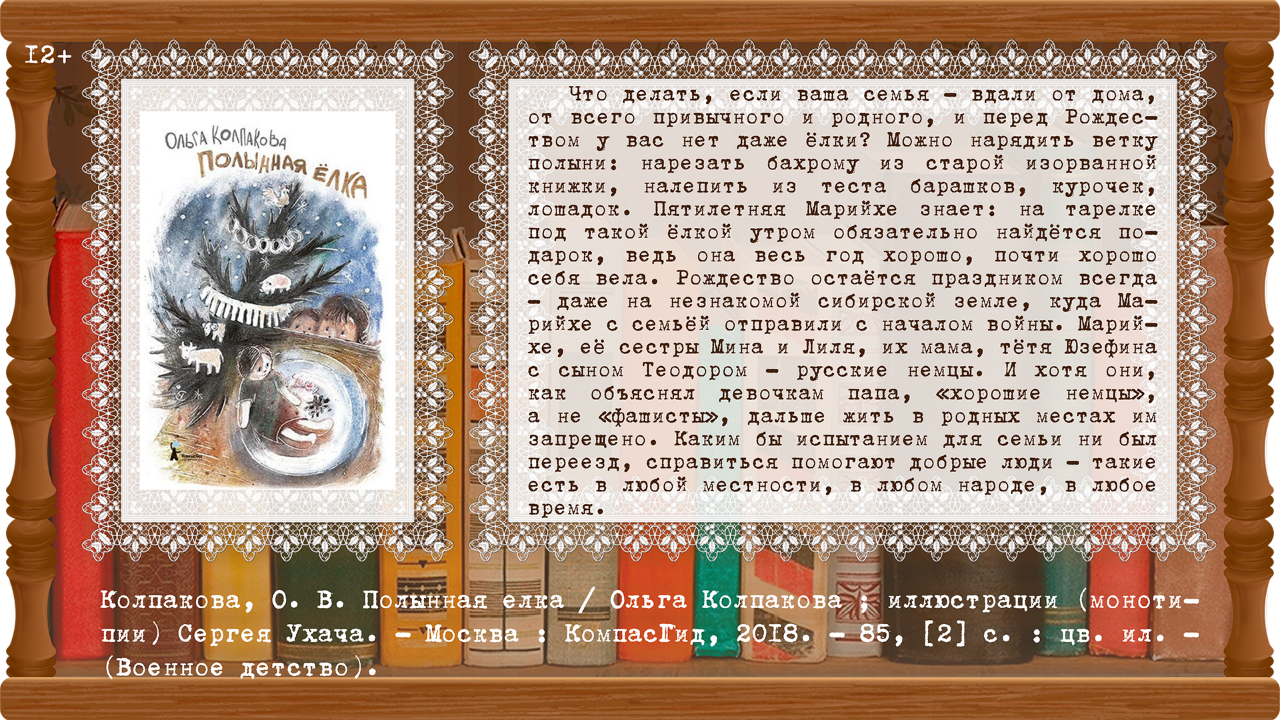 12+
Ольга Колпакова
Полынная ёлка
Что делать, если ваша семья – вдали от дома,
от всего привычного и родного, и перед Рождес–
твом у вас нет даже ёлки? Можно нарядить ветку
полыни: нарезать бахрому из старой изорванной
книжки, налепить из теста барашков, курочек,
лошадок. Пятилетняя Марийхе знает: на тарелке
под такой ёлкой утром обязательно найдётся по–
дарок, ведь она весь год хорошо, почти хорошо
себя вела. Рождество остаётся праздником всегда
– даже на незнакомой сибирской земле, куда Ма–
рийхе с семьёй отправили с началом войны. Марий–
хе, её сестры Мина и Лиля, их мама, тётя Юзефина
с сыном Теодором – русские немцы. И хотя они,
как объяснял девочкам папа, «хорошие немцы»,
а не «фашисты», дальше жить в родных местах им
запрещено. Каким бы испытанием для семьи ни был
переезд, справиться помогают добрые люди – такие
есть в любой местности, в любом народе, в любое
время.
Колпакова, О. В. Полынная елка / Ольга Колпакова ; иллюстрации (моноти–
пии) Сергея Ухача. – Москва : КомпасГид, 2018. – 85, [2] с. : цв. ил. –
(Военное детство).